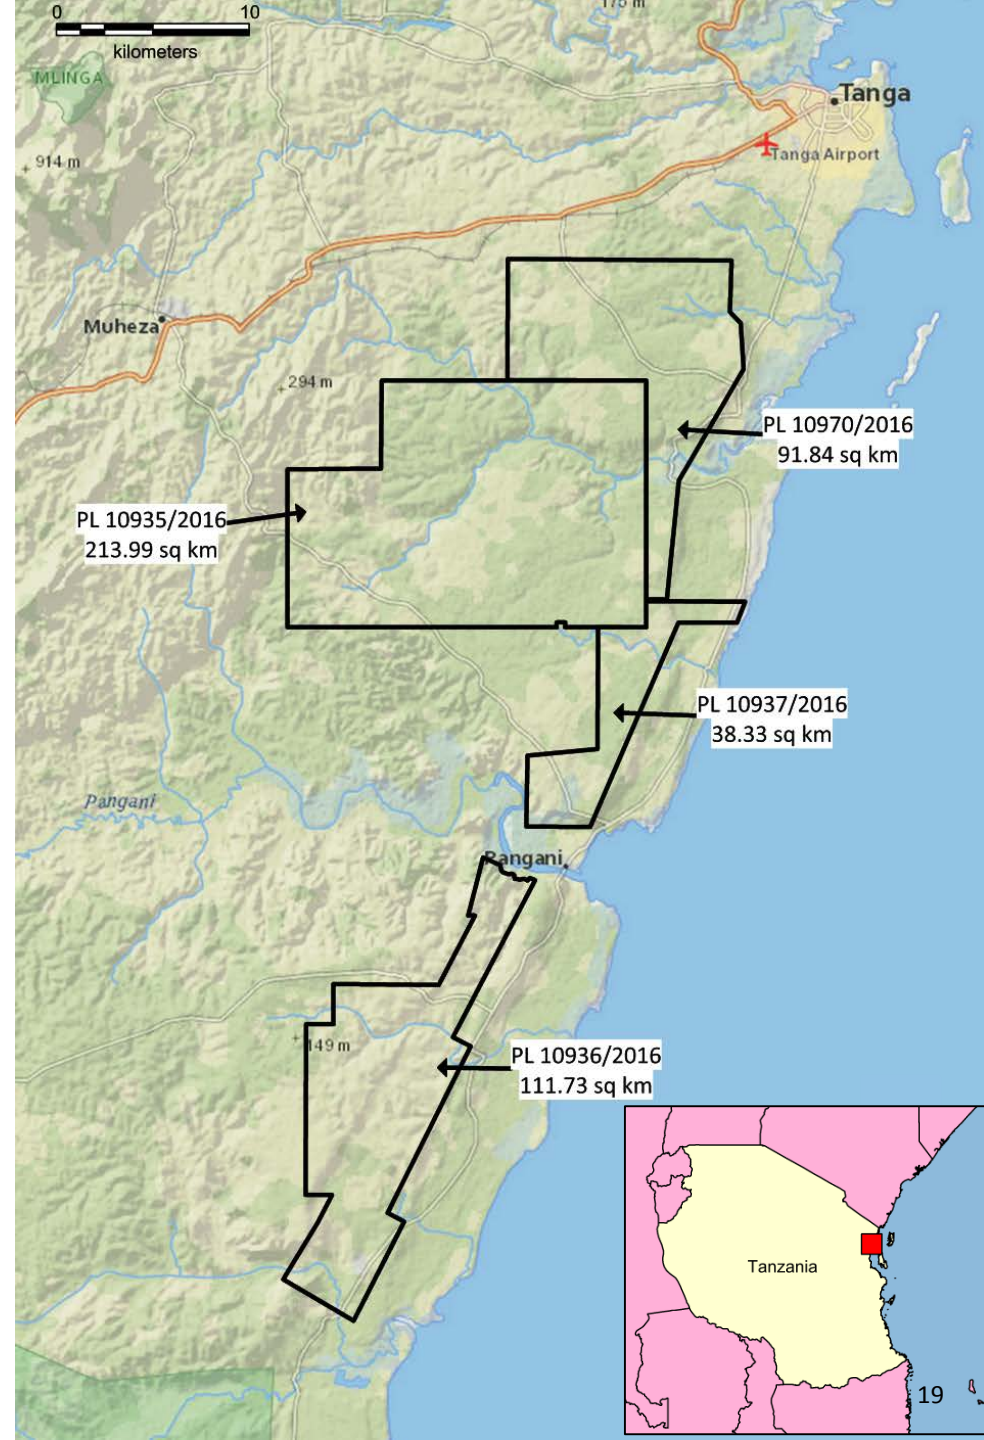 0 10
kilometers
175 m
MLINGA
Tanga
914 m
Tanga Airport
Muheza
294 m
PL 10970/2016
91.84 sq km
PL 10935/2016
213.99 sq km
PL 10937/2016
38.33 sq km
Pangani
Pangani
149 m
PL 10936/2016
111.73 sq km
Tanzania
19